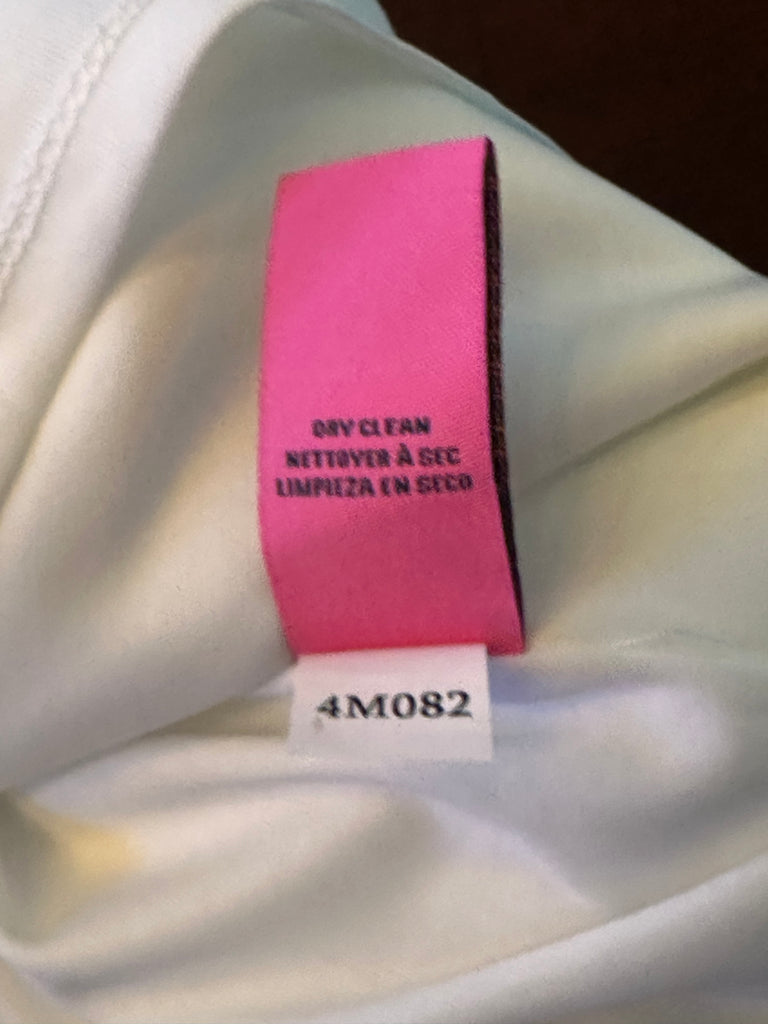 DRY CLEAN
NETTOYER À SEC
LIMPIEZA EN SECO
4M082